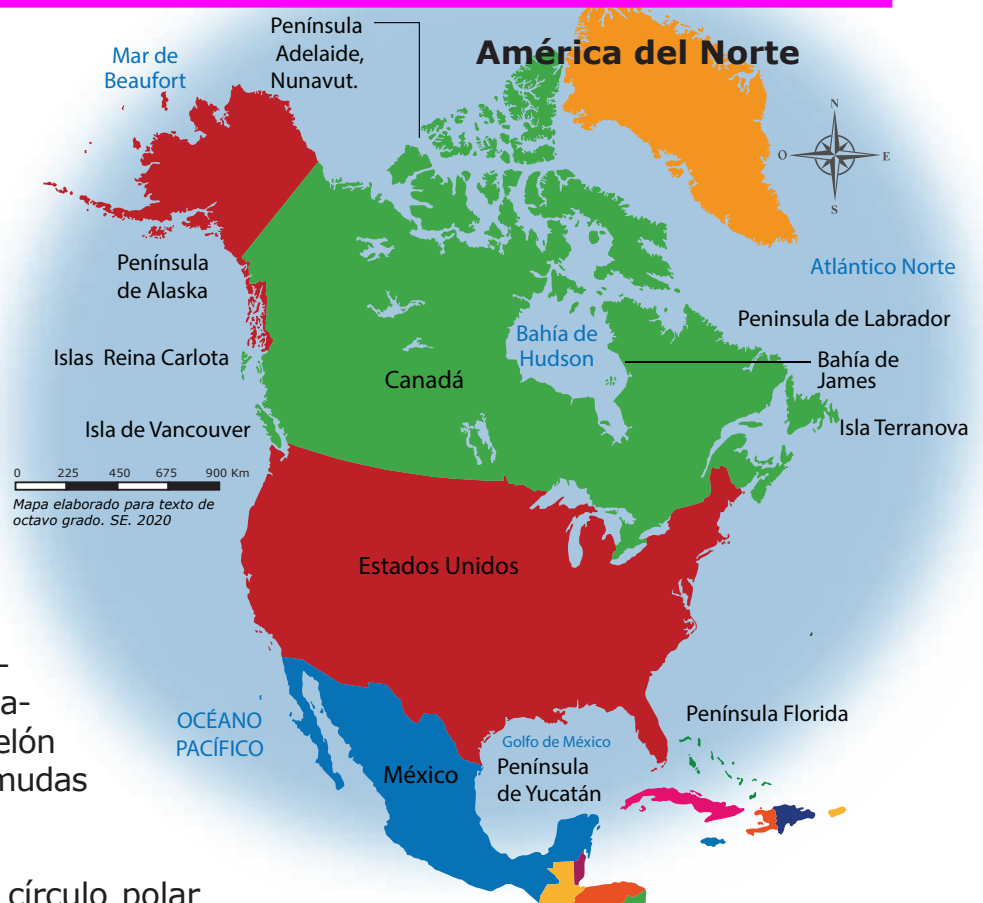 América del Norte
Península
Adelaide,
Nunavut.
Mar de
Beaufort
N
O
E
S
Península
de Alaska
Atlántico Norte
Peninsula de Labrador
Bahía de
Hudson
Bahía de
James
Islas Reina Carlota
Canadá
Isla de Vancouver
Isla Terranova
0 225 450 675 900 Km
Mapa elaborado para texto de
octavo grado. SE. 2020
Estados Unidos
a-
elón
mudas
OCÉANO
PACÍFICO
Península Florida
Golfo de México
México
Península
de Yucatán
círculo polar